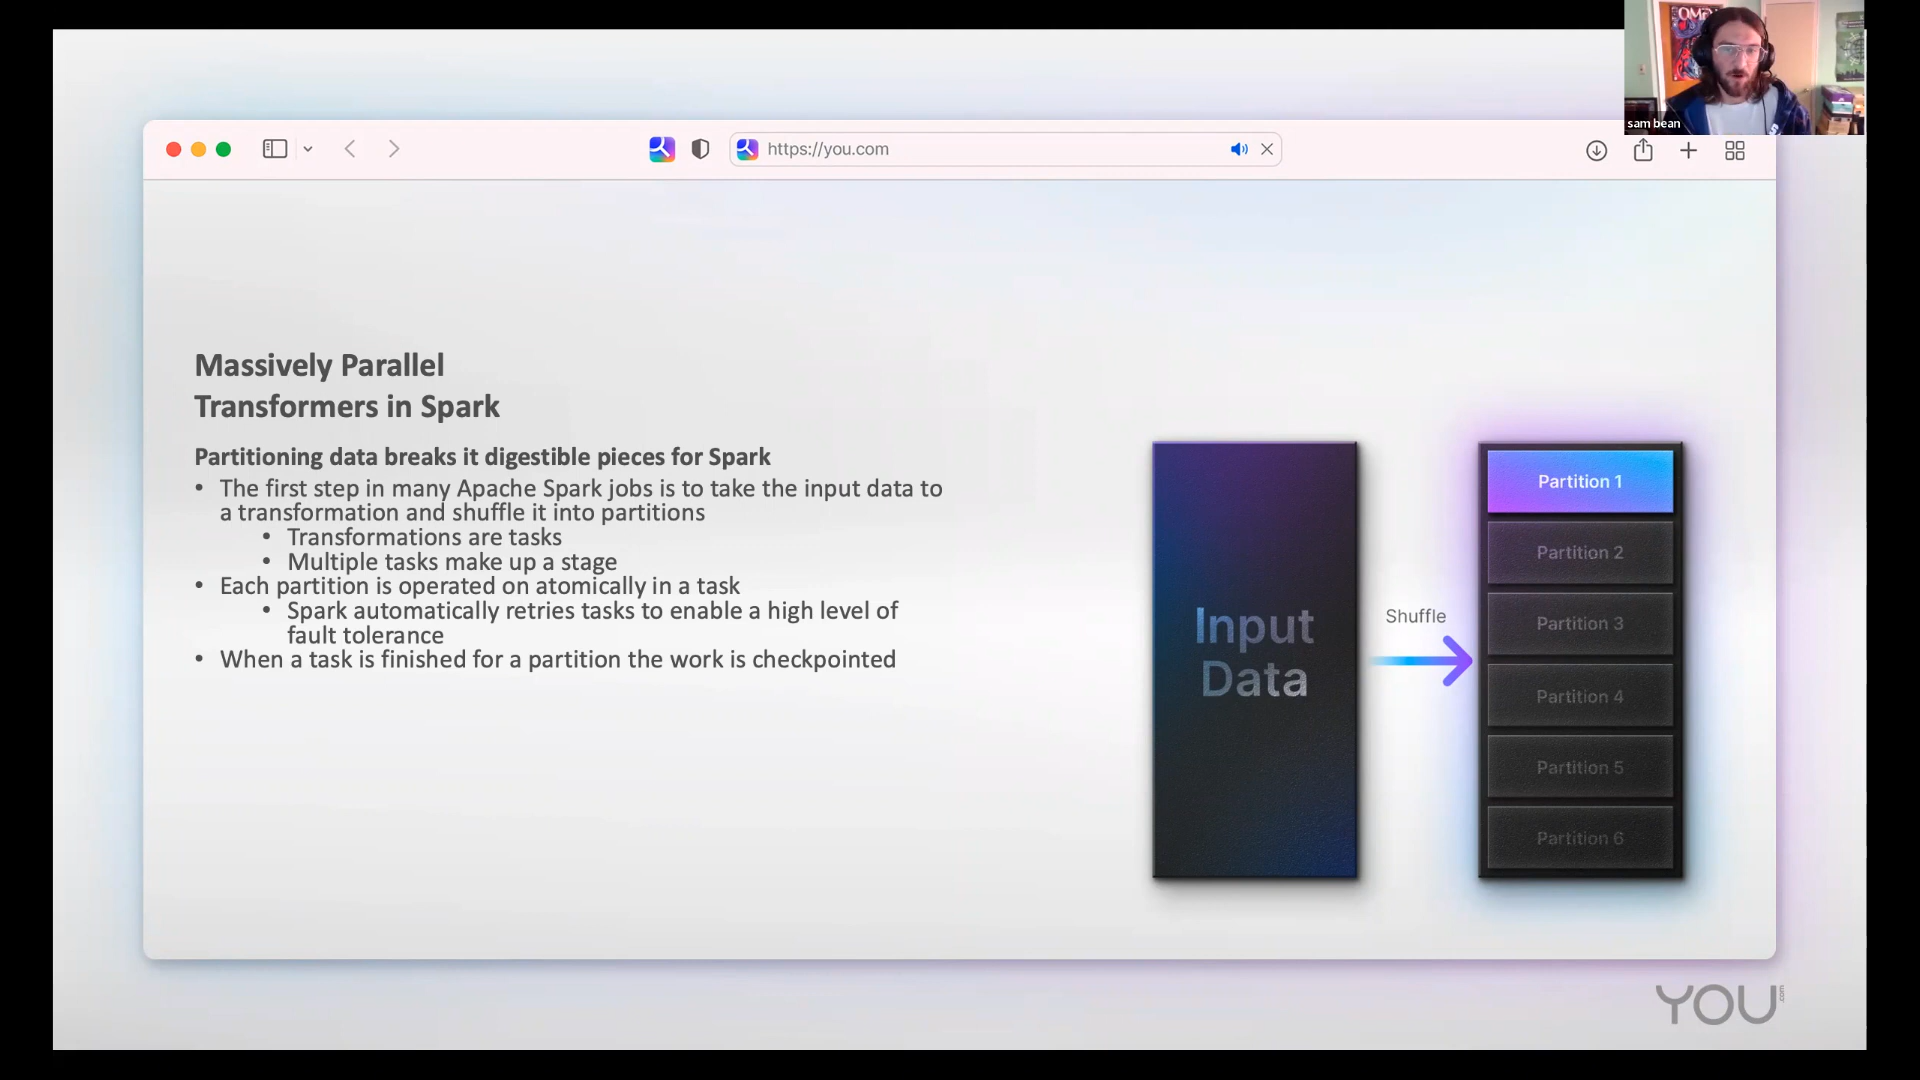 OMEN
sam bean
https://you.com
Massively Parallel
Transformers in Spark
Partitioning data breaks it digestible pieces for Spark
• The first step in many Apache Spark jobs is to take the input data to
a transformation and shuffle it into partitions
• Transformations are tasks
• Multiple tasks make up a stage
• Each partition is operated on atomically in a task
• Spark automatically retries tasks to enable a high level of
fault tolerance
• When a task is finished for a partition the work is checkpointed
Input
Data
Shuffle
Partition 1
Partition 2
Partition 3
Partition 4
Partition 5
Partition 6
YOU.com